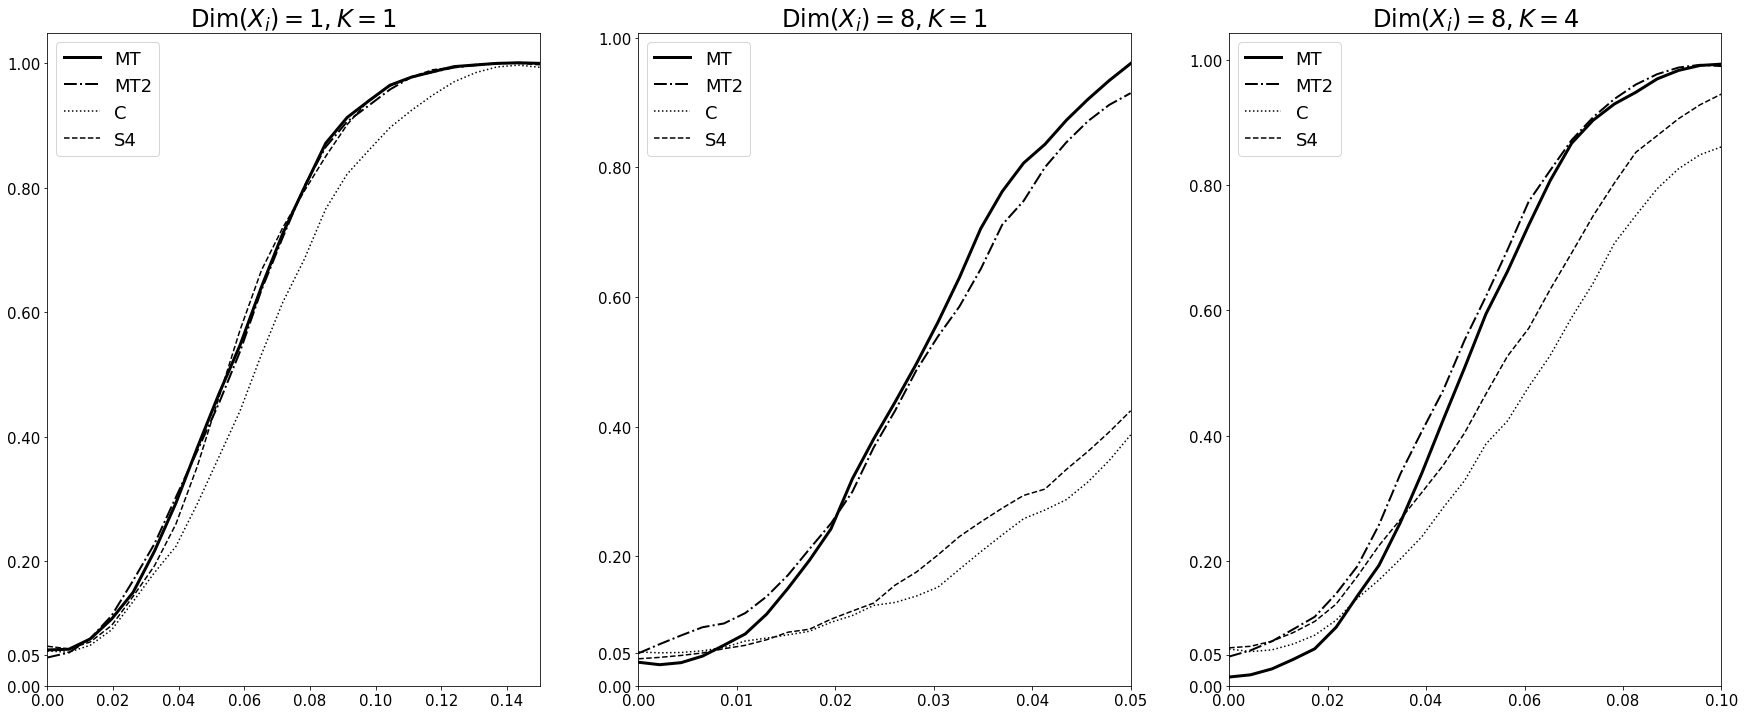 Dim(X_i) = 1, K = 1
MT
MT2
C
S4
1.00
0.80
0.60
0.40
0.20
0.05
0.00
0.00 0.02 0.04 0.06 0.08 0.10 0.12 0.14
Dim(X_i) = 8, K = 1
MT
MT2
C
S4
1.00
0.80
0.60
0.40
0.20
0.05
0.00
0.00 0.01 0.02 0.03 0.04 0.05
Dim(X_i) = 8, K = 4
MT
MT2
C
S4
1.00
0.80
0.60
0.40
0.20
0.05
0.00
0.00 0.02 0.04 0.06 0.08 0.10